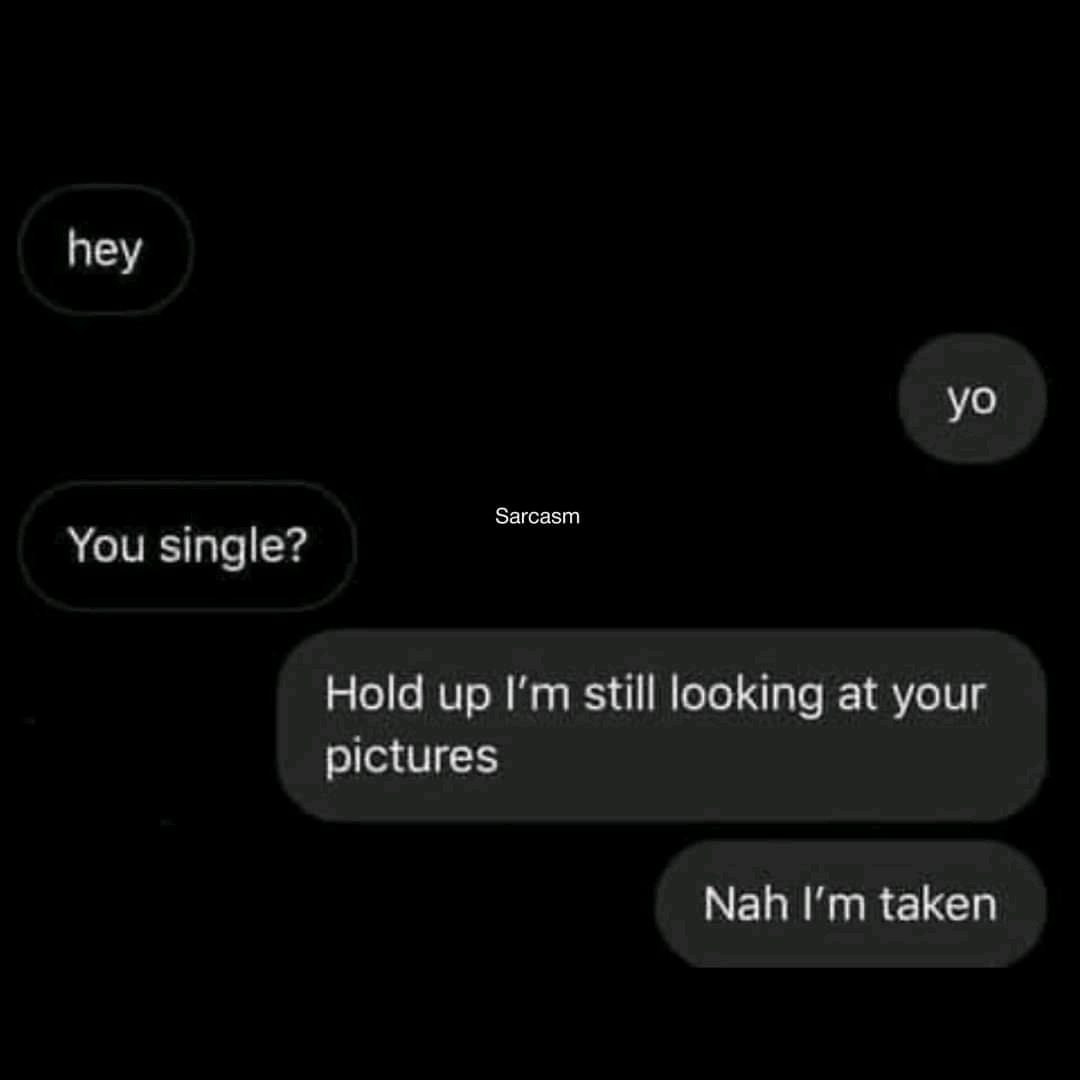 hey
yo
Sarcasm
You single?
Hold up I’m still looking at your
pictures
Nah I’m taken